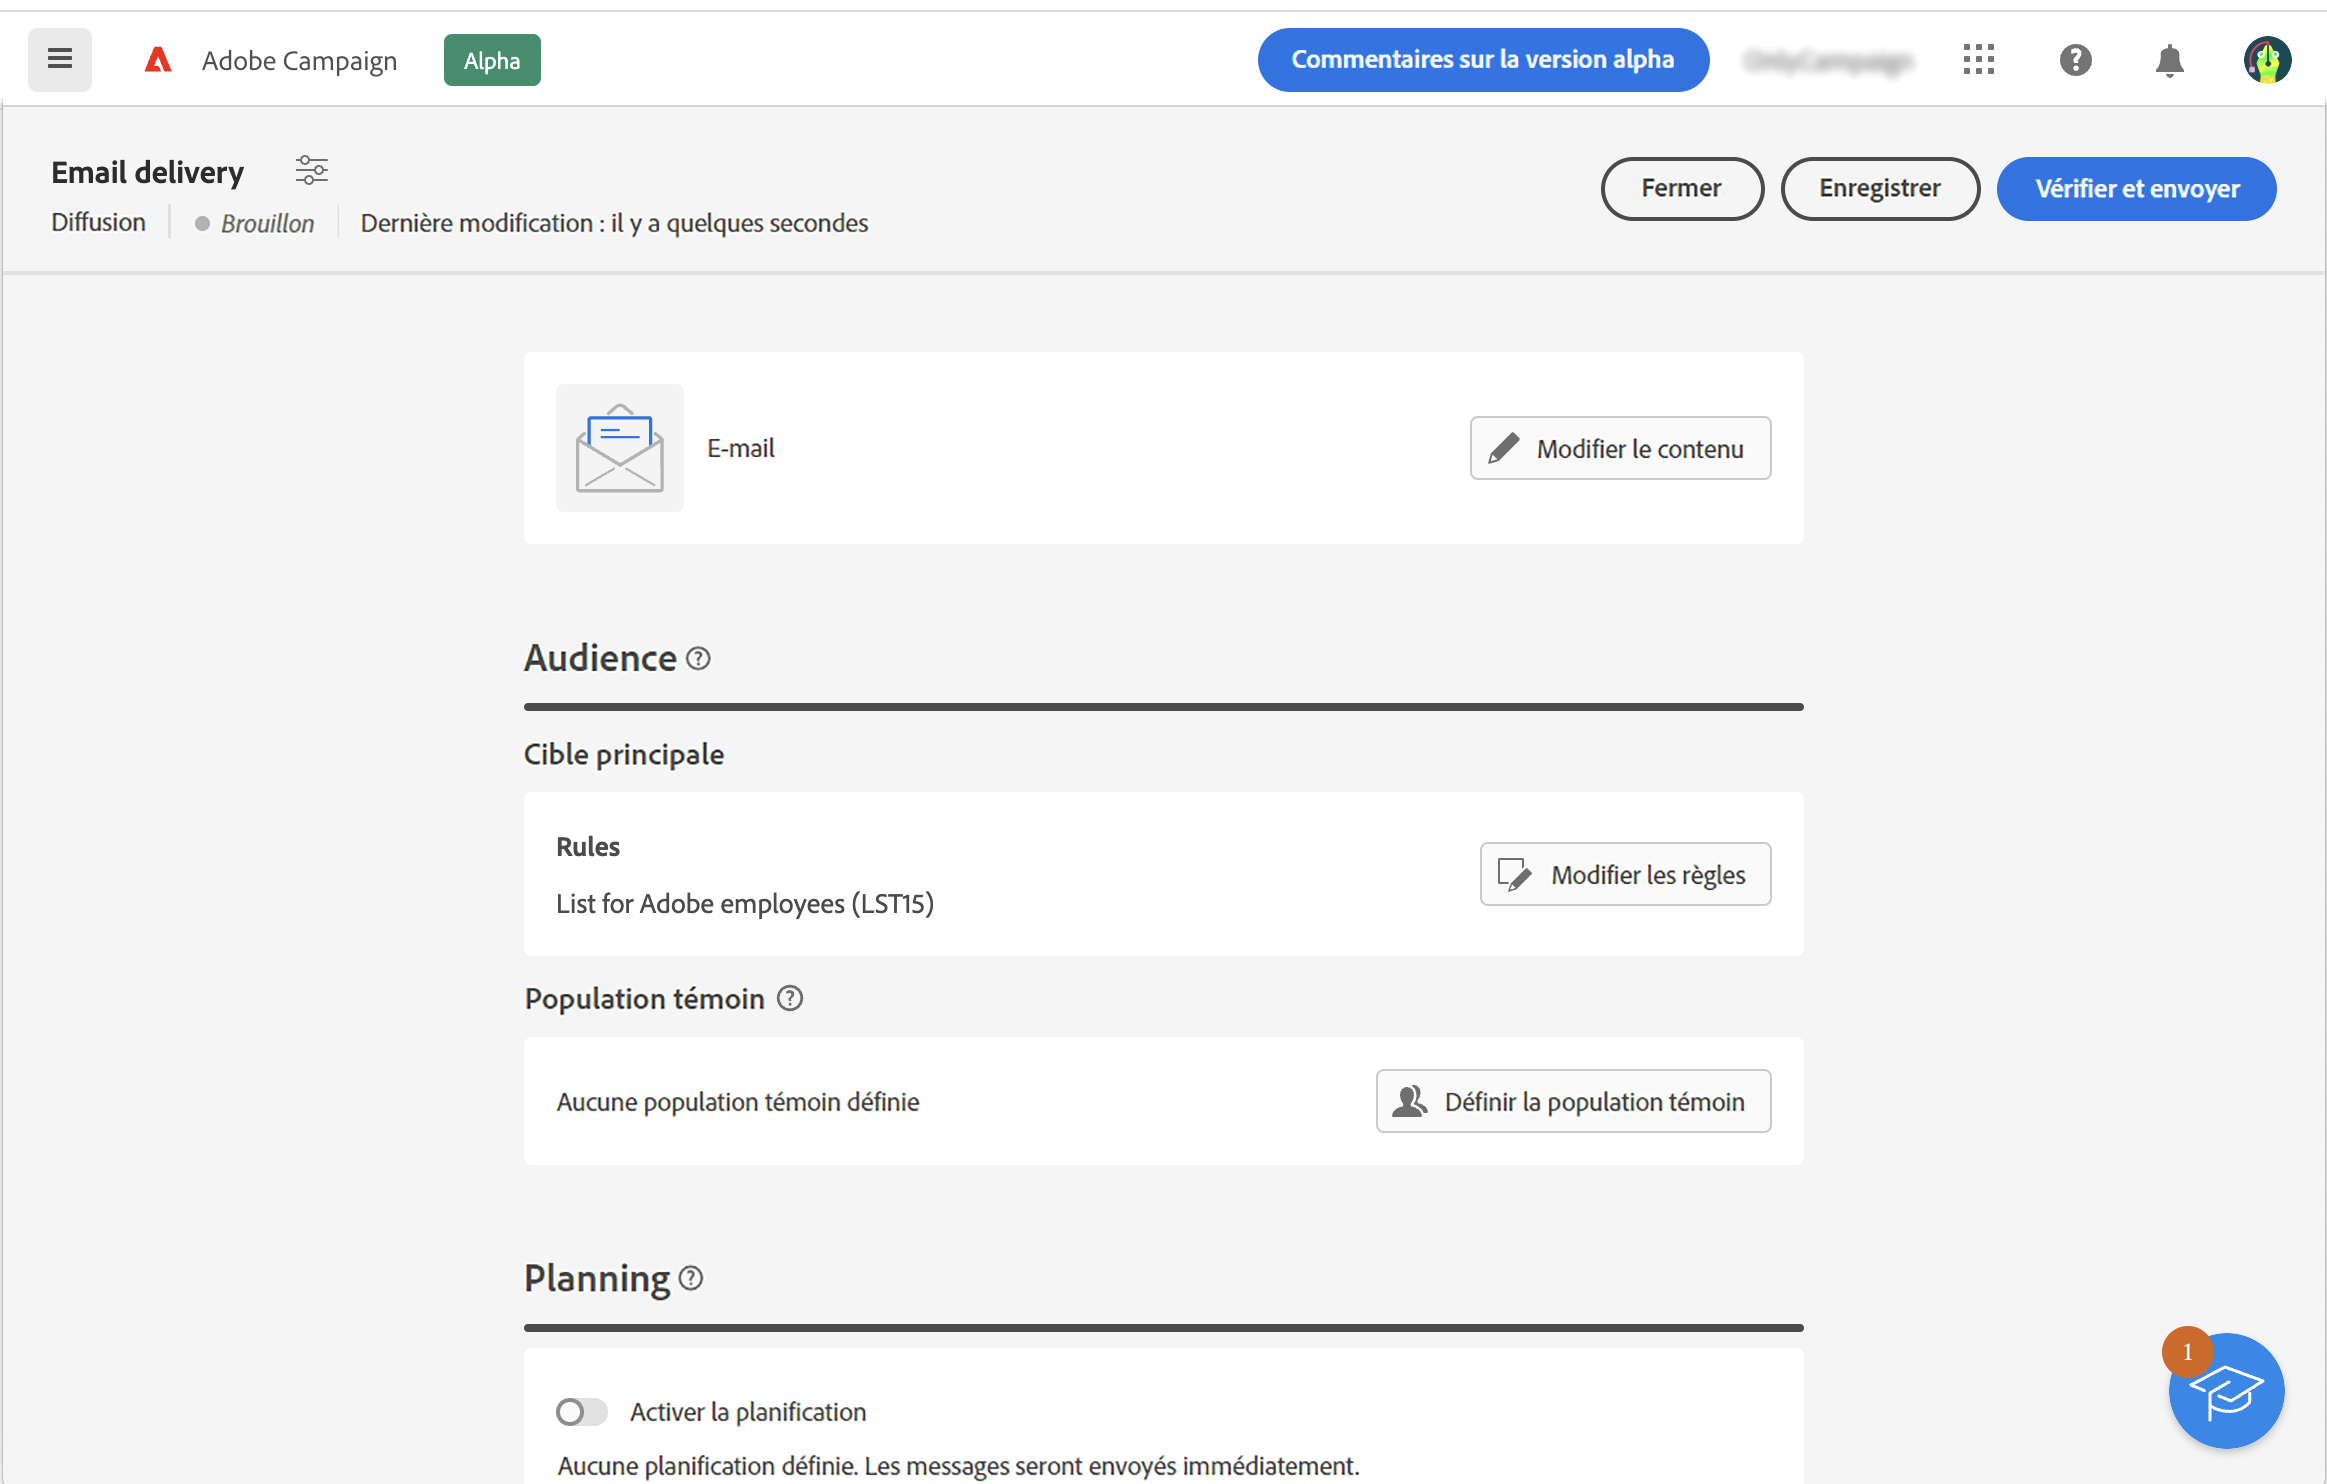 Adobe Campaign
Alpha
Commentaires sur la version alpha
Email delivery
Fermer
Enregistrer
Vérifier et envoyer
Diffusion
Brouillon
Dernière modification : il y a quelques secondes
E-mail
Modifier le contenu
Audience
Cible principale
Rules
List for Adobe employees (LST15)
Modifier les règles
Population témoin
Aucune population témoin définie
Définir la population témoin
Planning
1
Activer la planification
Aucune planification définie. Les messages seront envoyés immédiatement.